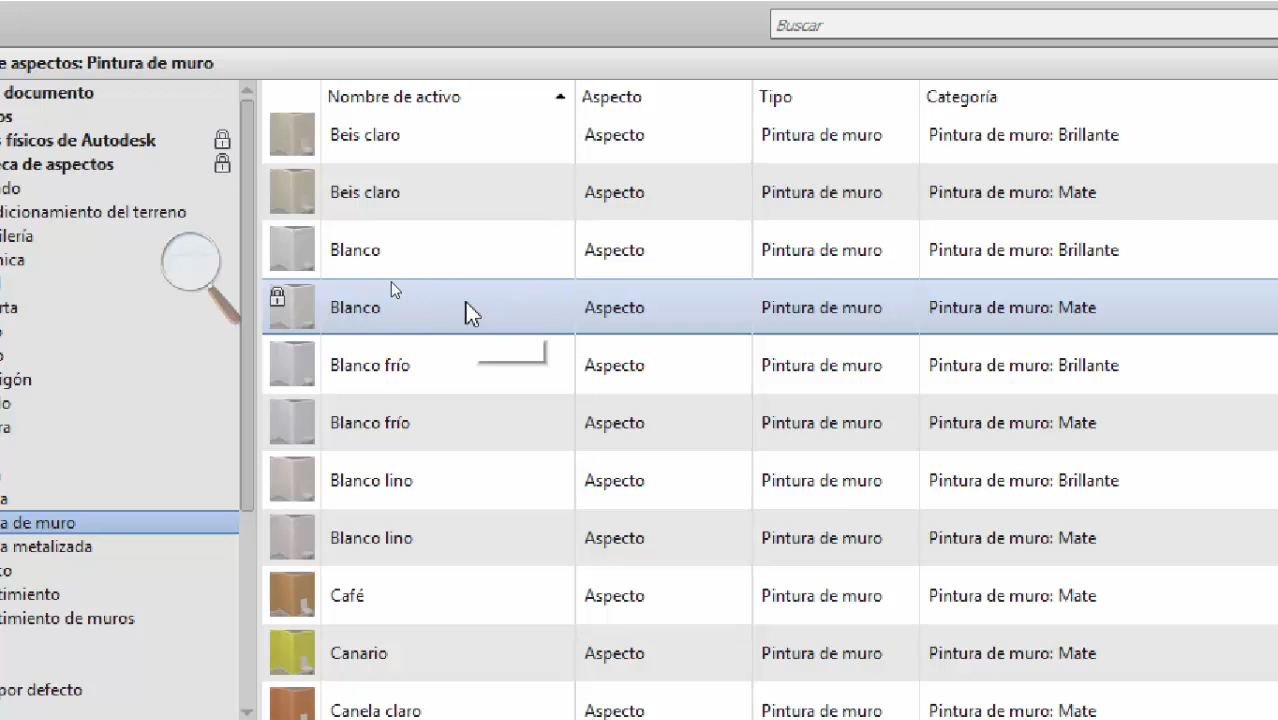 Buscar
e aspectos: Pintura de muro
documento
os
s físicos de Autodesk
eca de aspectos
do
dicionamiento del terreno
ilería
nica
rta
o
o
igón
do
ra
a
a de muro
a metalizada
to
timiento
timiento de muros
por defecto
Nombre de activo Aspecto Tipo Categoría
Beis claro Aspecto Pintura de muro Pintura de muro: Brillante
Beis claro Aspecto Pintura de muro Pintura de muro: Mate
Blanco Aspecto Pintura de muro Pintura de muro: Brillante
Blanco Aspecto Pintura de muro Pintura de muro: Mate
Blanco frío Aspecto Pintura de muro Pintura de muro: Brillante
Blanco frío Aspecto Pintura de muro Pintura de muro: Mate
Blanco lino Aspecto Pintura de muro Pintura de muro: Brillante
Blanco lino Aspecto Pintura de muro Pintura de muro: Mate
Café Aspecto Pintura de muro Pintura de muro: Mate
Canario Aspecto Pintura de muro Pintura de muro: Mate
Canela claro Aspecto Pintura de muro Pintura de muro: Mate